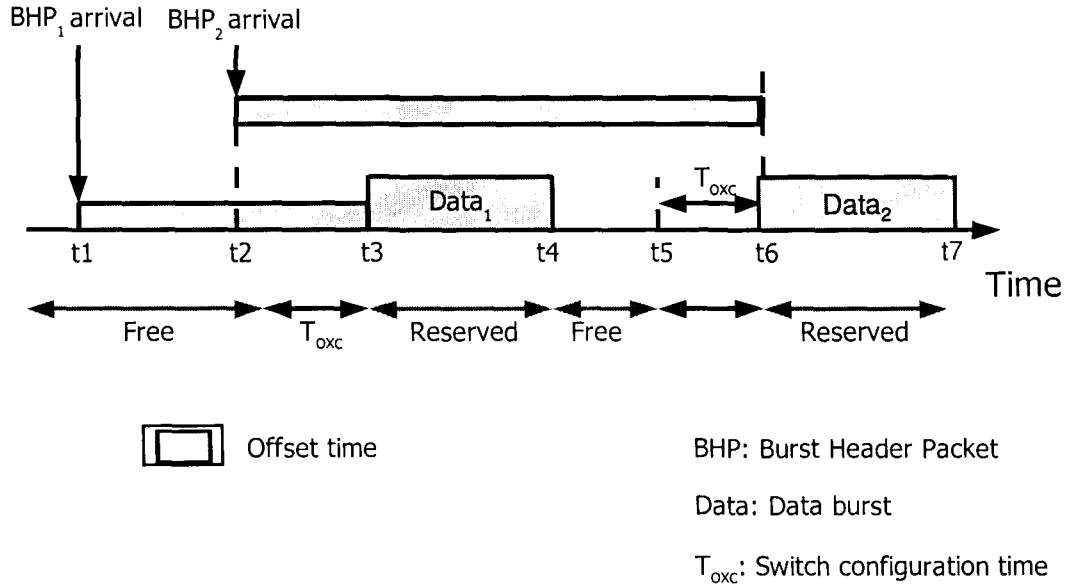 BHP1 arrival BHP2 arrival
Toxc
Data1 Data2
t1 t2 t3 t4 t5 t6 t7
Time
Free Toxc Reserved Free Reserved
Offset time
BHP: Burst Header Packet
Data: Data burst
Toxc: Switch configuration time